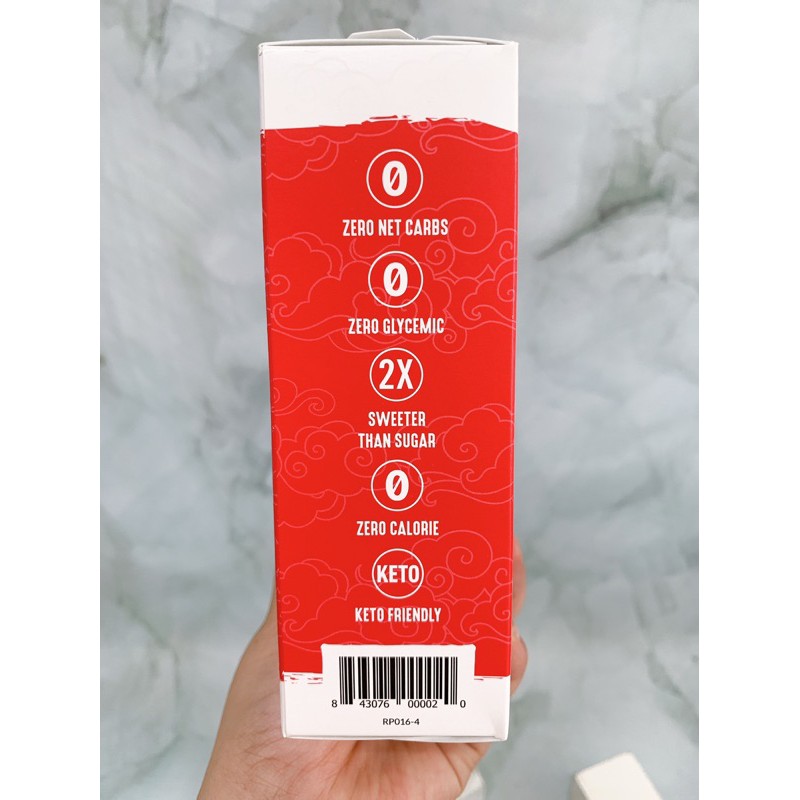 0
ZERO NET CARBS
0
ZERO GLYCEMIC
2X
SWEETER
THAN SUGAR
0
ZERO CALORIE
KETO
KETO FRIENDLY
8 43076 00002 0
RP016-4